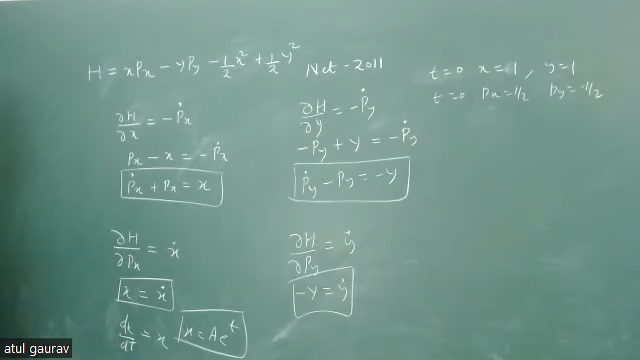 H = xPx − yPy − 1/2 x² + 1/2 y² Net - 2011
t=0 x=1, y=1
t=0 Px=1/2 Py=-1/2
∂H/∂x = −Ṗx
Px − x = −Ṗx
Ṗx + Px = x
∂H/∂y = −Ṗy
−Py + y = −Ṗy
Ṗy − Py = −y
∂H/∂Px = ẋ
ẋ = x
dx/dt = x x = Ae^t
∂H/∂Py = ẏ
−y = ẏ
atul gaurav